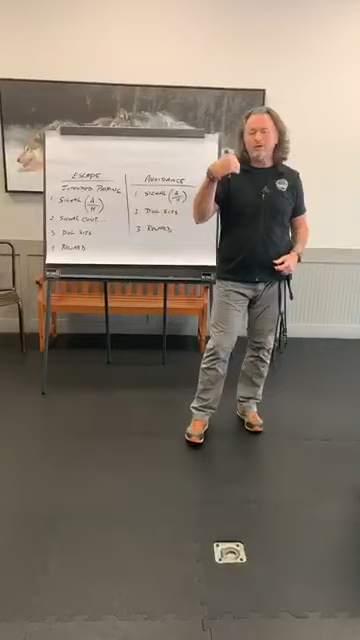 ESCAPE
INTENDED PAIRING
1. SIGNAL (A/H)
2 SIGNAL CONT...
3 DOG SITS
4 REWARD
AVOIDANCE
1. SIGNAL (A/H)
2 DOG SITS
3. REWARD